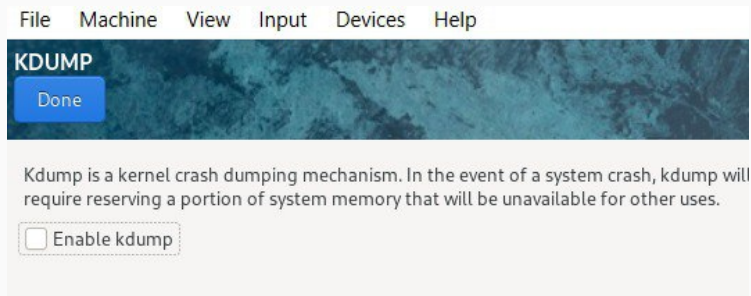 File Machine View Input Devices Help
KDUMP
Done
Kdump is a kernel crash dumping mechanism. In the event of a system crash, kdump will
require reserving a portion of system memory that will be unavailable for other uses.
Enable kdump